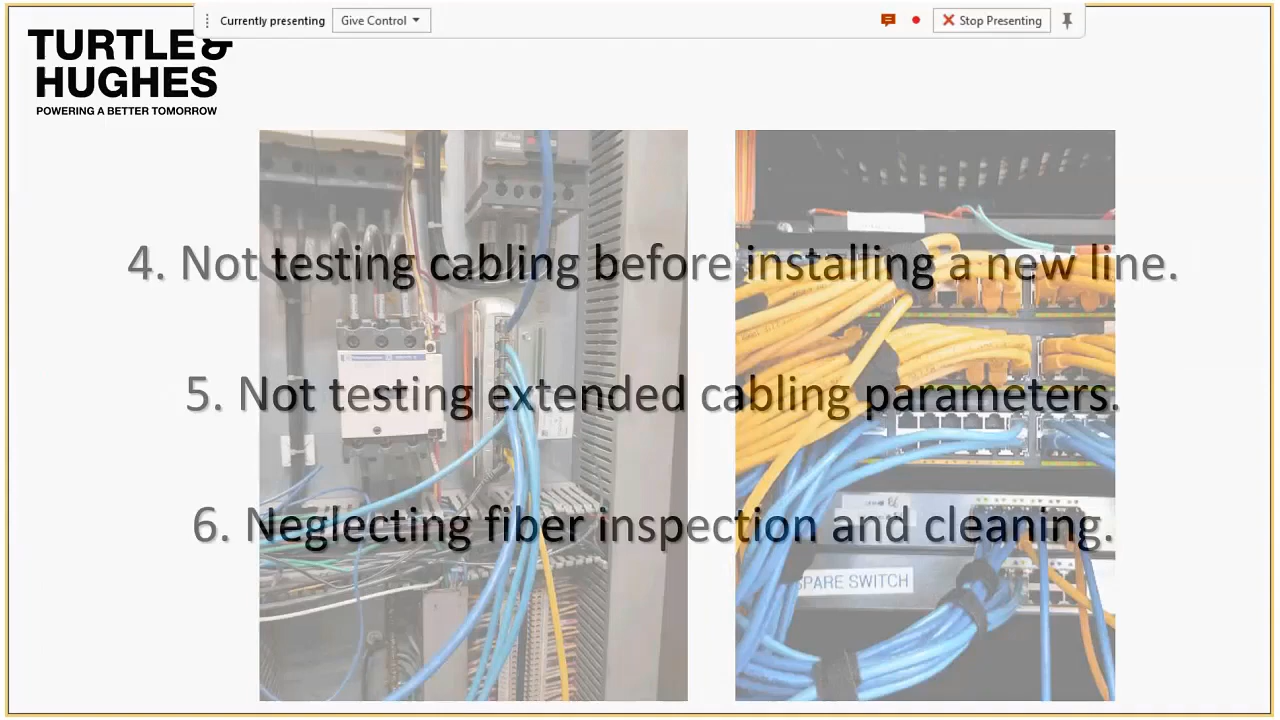 Currently presenting
Give Control
Stop Presenting
TURTLE &
HUGHES
POWERING A BETTER TOMORROW
4. Not testing cabling before installing a new line.
5. Not testing extended cabling parameters.
6. Neglecting fiber inspection and cleaning.
SPARE SWITCH